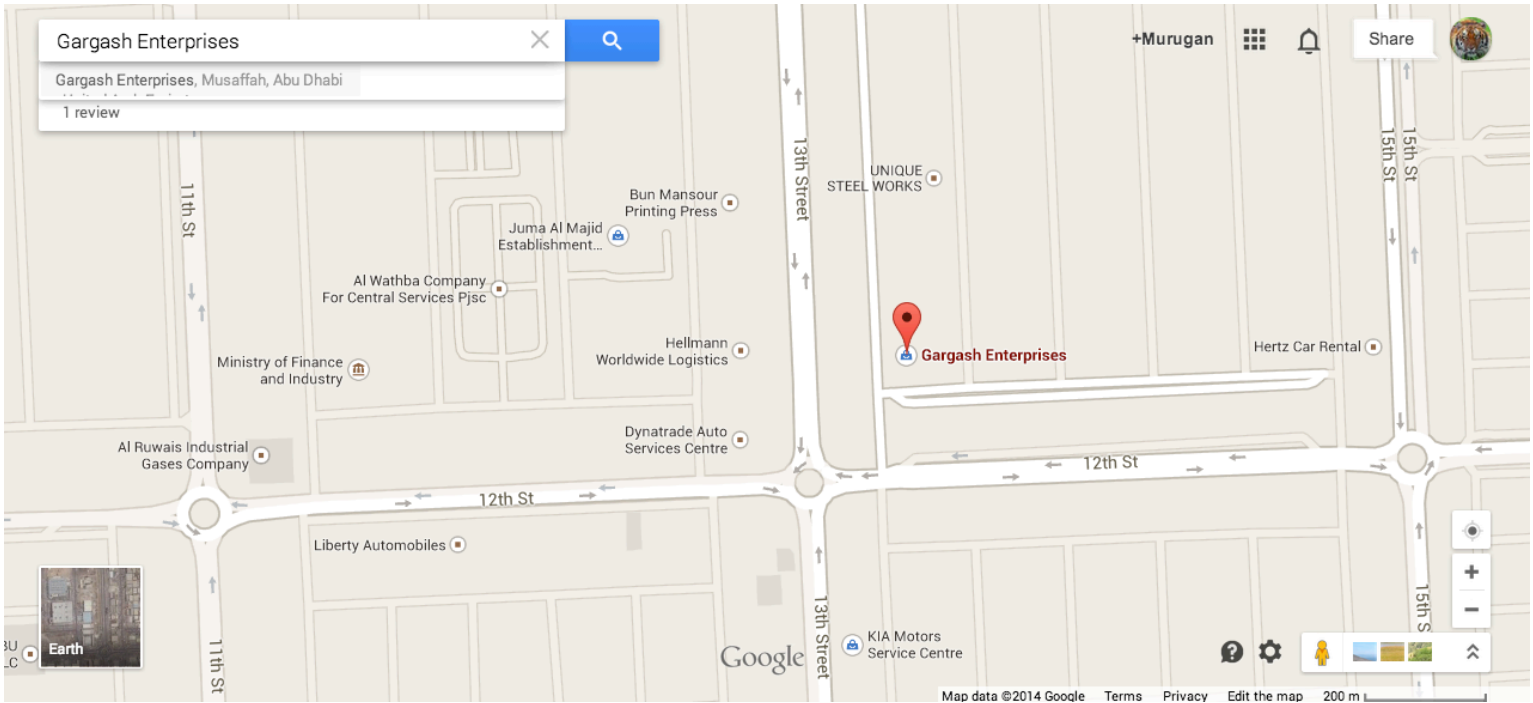 Gargash Enterprises
+Murugan
Share
Gargash Enterprises, Musaffah, Abu Dhabi
1 review
13th Street
15th St
15th St
UNIQUE
STEEL WORKS
11th St
Bun Mansour
Printing Press
Juma Al Majid
Establishment...
Al Wathba Company
For Central Services Pjsc
Hellmann
Worldwide Logistics
Gargash Enterprises
Hertz Car Rental
Ministry of Finance
and Industry
Dynatrade Auto
Services Centre
Al Ruwais Industrial
Gases Company
12th St
12th St
Liberty Automobiles
15th S
13th Street
11th St
KIA Motors
Service Centre
BU
LC
Earth
Google
Map data ©2014 Google Terms Privacy Edit the map 200 m